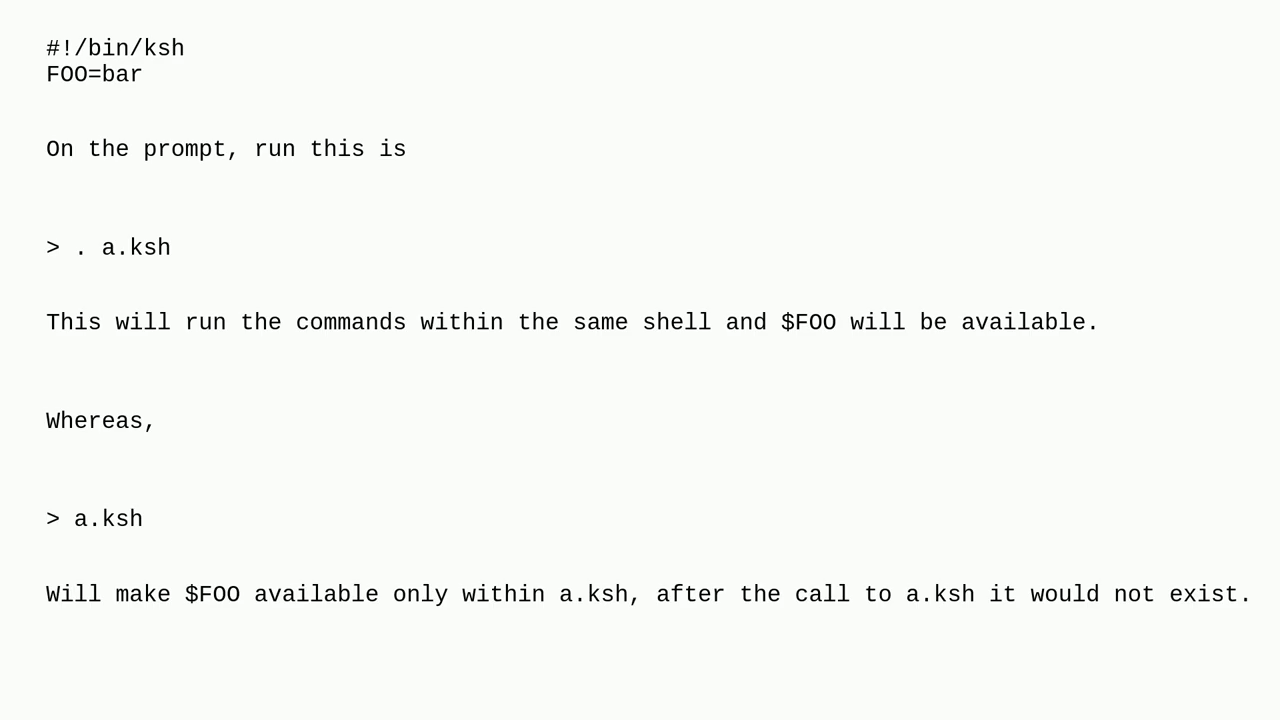 #!/bin/ksh
FOO=bar
On the prompt, run this is
> . a.ksh
This will run the commands within the same shell and $FOO will be available.
Whereas,
> a.ksh
Will make $FOO available only within a.ksh, after the call to a.ksh it would not exist.